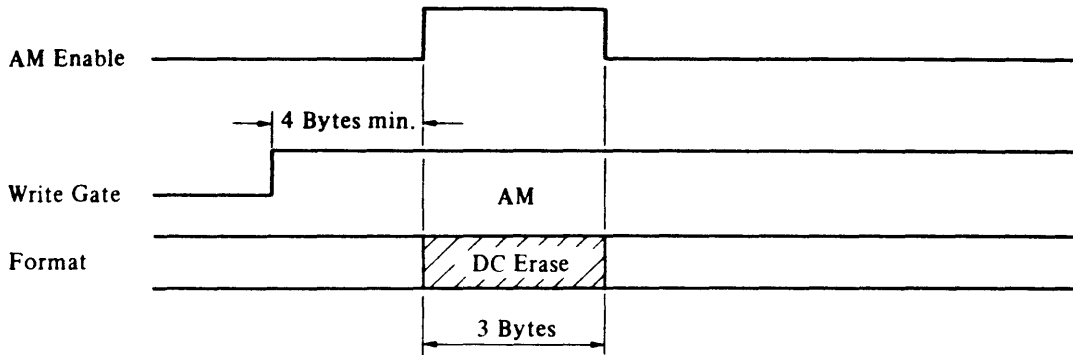 AM Enable
4 Bytes min.
Write Gate
AM
Format
DC Erase
3 Bytes